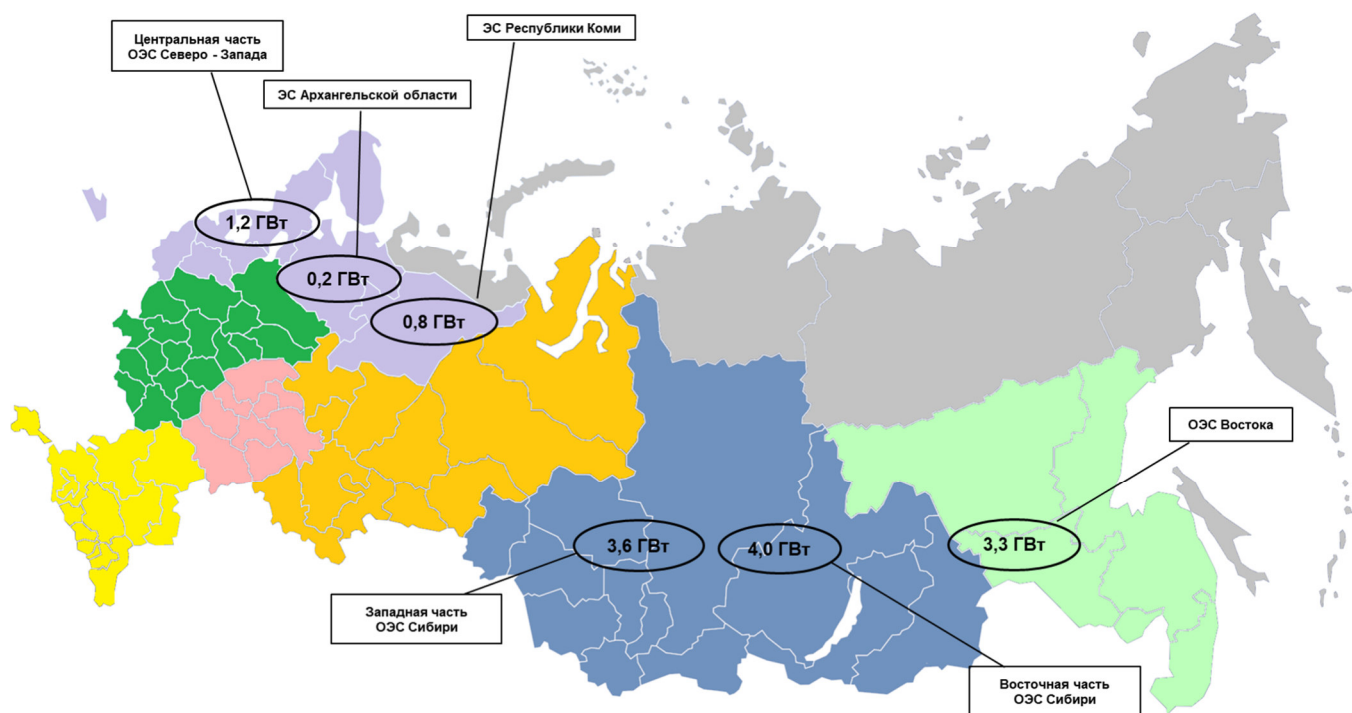 ЭС Республики Коми
Центральная часть
ОЭС Северо - Запада
ЭС Архангельской области
1,2 ГВт
0,2 ГВт
0,8 ГВт
ОЭС Востока
3,6 ГВт
4,0 ГВт
3,3 ГВт
Западная часть
ОЭС Сибири
Восточная часть
ОЭС Сибири